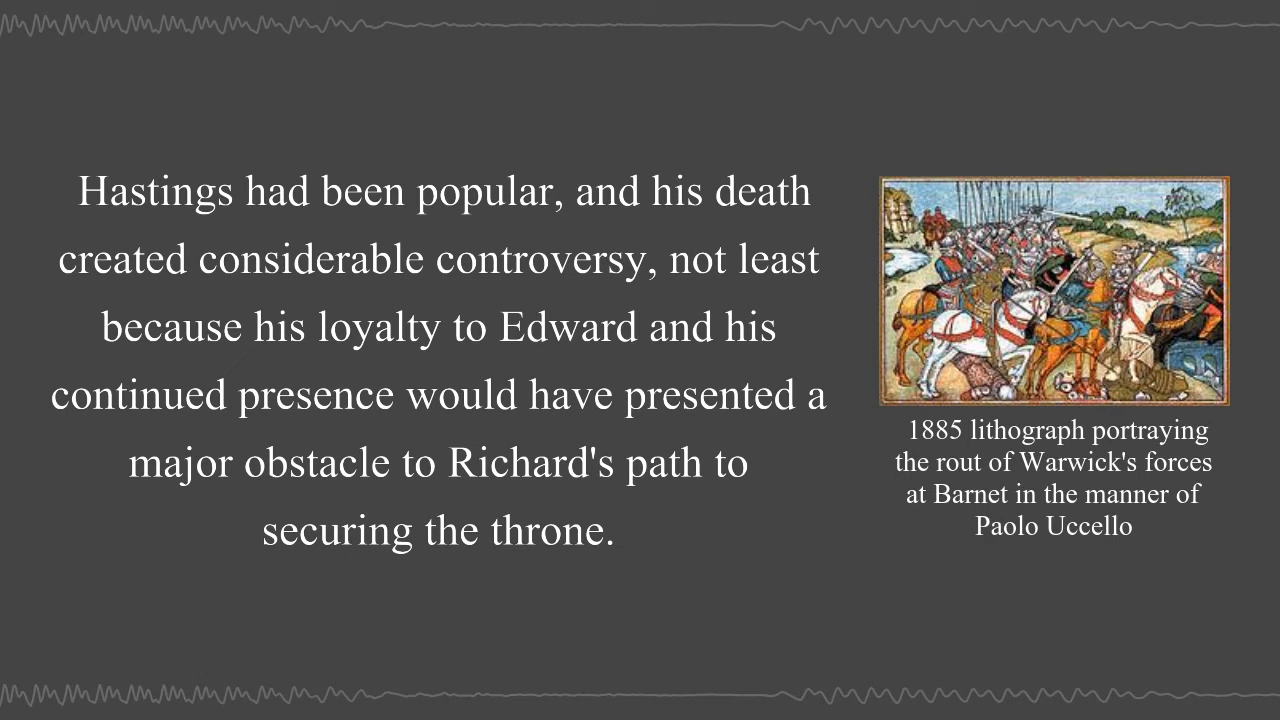 Hastings had been popular, and his death
created considerable controversy, not least
because his loyalty to Edward and his
continued presence would have presented a
major obstacle to Richard's path to
securing the throne.
1885 lithograph portraying
the rout of Warwick's forces
at Barnet in the manner of
Paolo Uccello